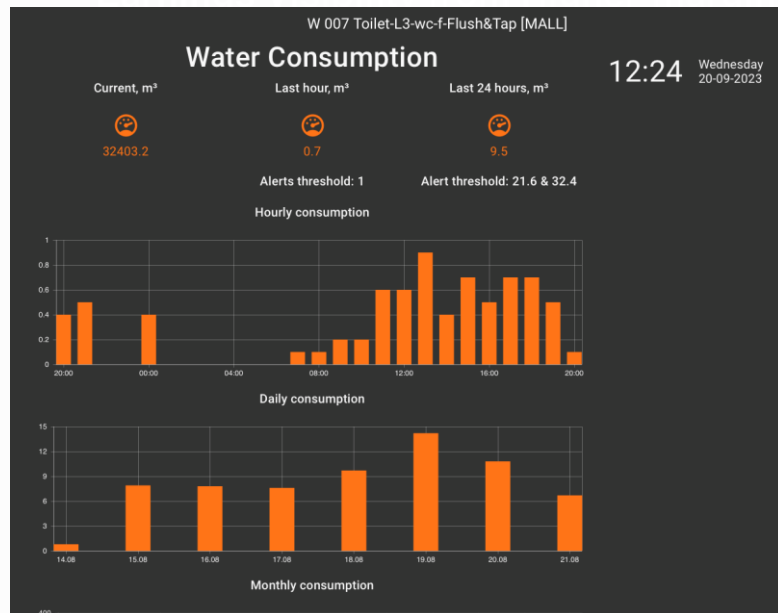 W 007 Toilet-L3-wc-f-Flush&Tap [MALL]
Water Consumption
12:24
Wednesday
20-09-2023
Current, m³ Last hour, m³ Last 24 hours, m³
32403.2 0.7 9.5
Alerts threshold: 1 Alert threshold: 21.6 & 32.4
Hourly consumption
1
0.8
0.6
0.4
0.2
0
20:00 00:00 04:00 08:00 12:00 16:00 20:00
Daily consumption
15
12
9
6
3
0
14.08 15.08 16.08 17.08 18.08 19.08 20.08 21.08
Monthly consumption